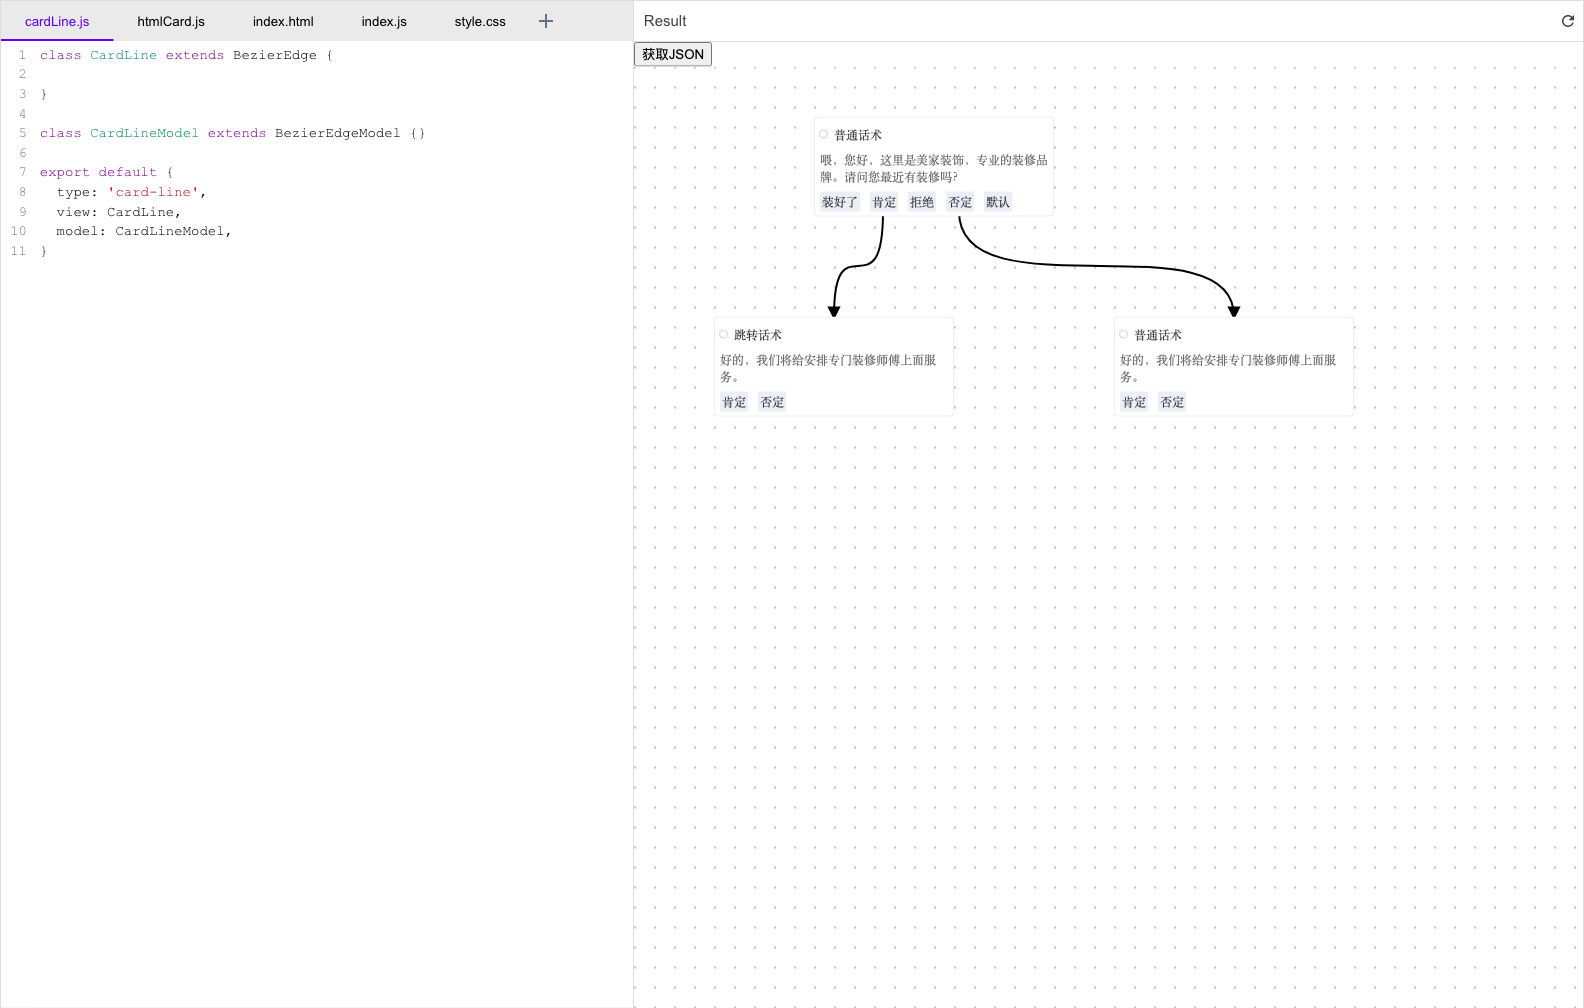 cardLine.js htmlCard.js index.html index.js style.css
1 class CardLine extends BezierEdge {
2
3 }
4
5 class CardLineModel extends BezierEdgeModel {}
6
7 export default {
8 type: 'card-line',
9 view: CardLine,
10 model: CardLineModel,
11 }
Result
获取JSON
普通话术
喂，您好，这里是美家装饰，专业的装修品
牌。请问您最近有装修吗?
装好了 肯定 拒绝 否定 默认
跳转话术
好的，我们将给安排专门装修师傅上面服
务。
肯定 否定
普通话术
好的，我们将给安排专门装修师傅上面服
务。
肯定 否定